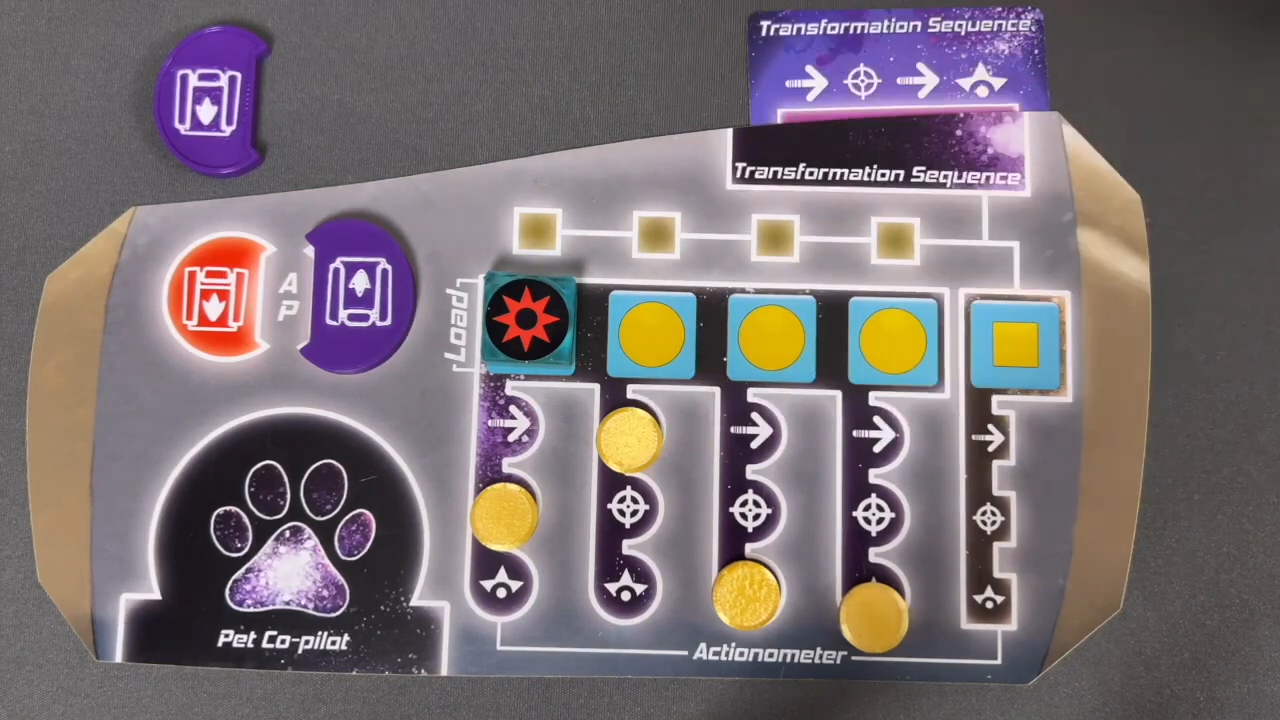 Transformation Sequence
Transformation Sequence
A
P
Load
Pet Co-pilot
Actionometer